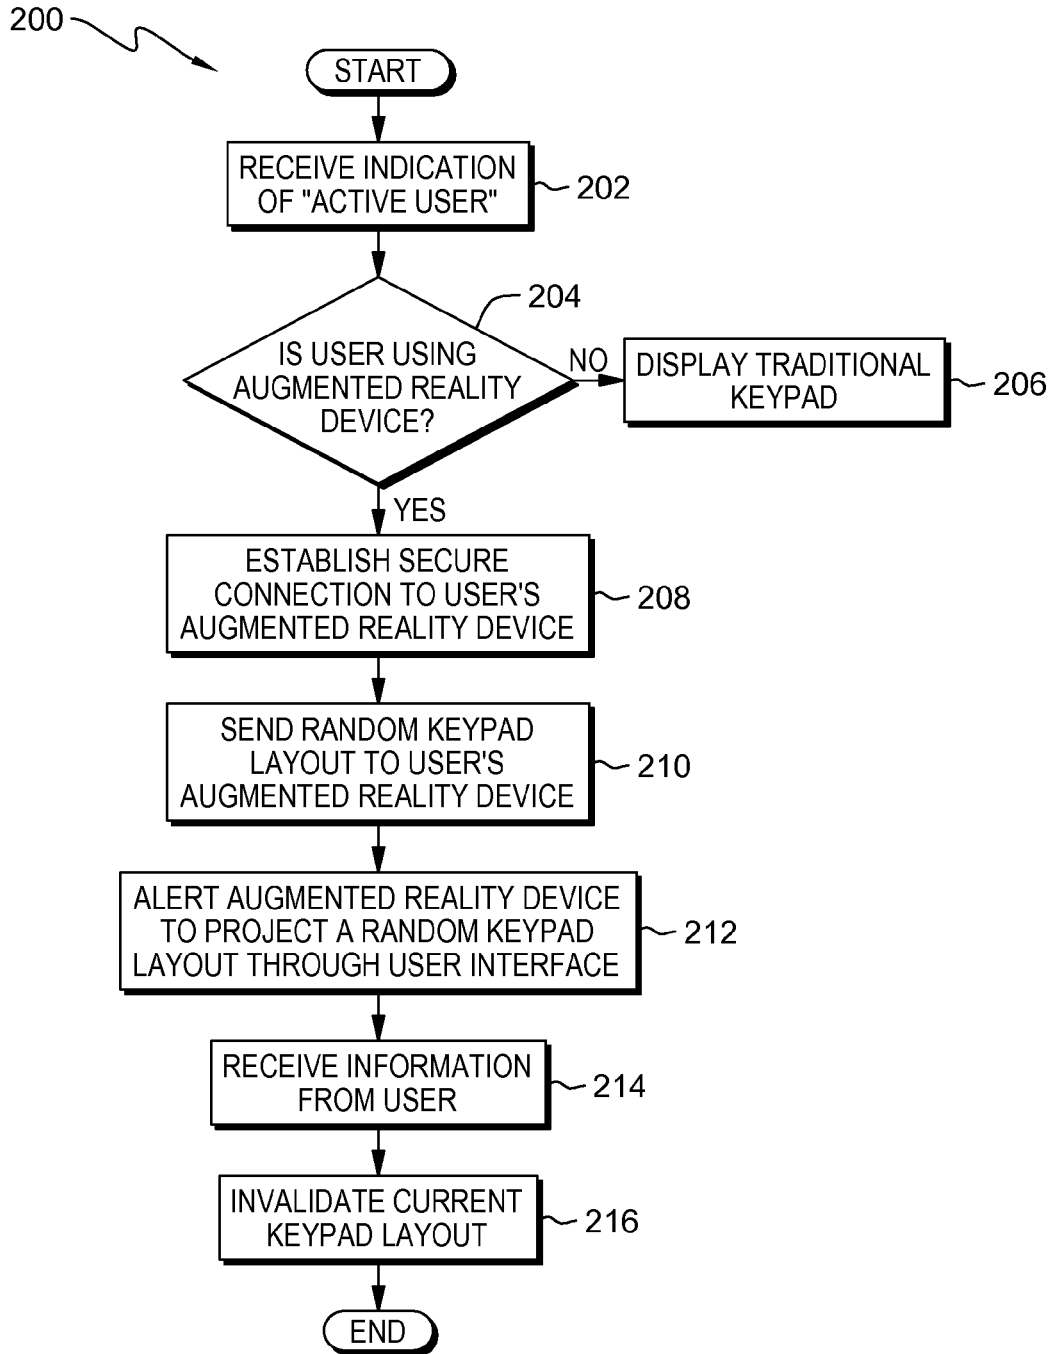 200
START
RECEIVE INDICATION
OF "ACTIVE USER"
202
204
IS USER USING
AUGMENTED REALITY
DEVICE?
NO
DISPLAY TRADITIONAL
KEYPAD
206
YES
ESTABLISH SECURE
CONNECTION TO USER'S
AUGMENTED REALITY DEVICE
208
SEND RANDOM KEYPAD
LAYOUT TO USER'S
AUGMENTED REALITY DEVICE
210
ALERT AUGMENTED REALITY DEVICE
TO PROJECT A RANDOM KEYPAD
LAYOUT THROUGH USER INTERFACE
212
RECEIVE INFORMATION
FROM USER
214
INVALIDATE CURRENT
KEYPAD LAYOUT
216
END